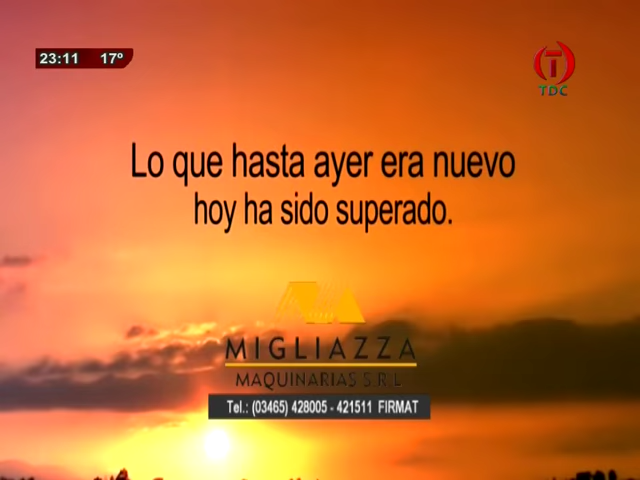 23:11 17º
TDC
Lo que hasta ayer era nuevo
hoy ha sido superado.
MIGLIAZZA
MAQUINARIAS S.R.L
Tel.: (03465) 428005 - 421511 FIRMAT